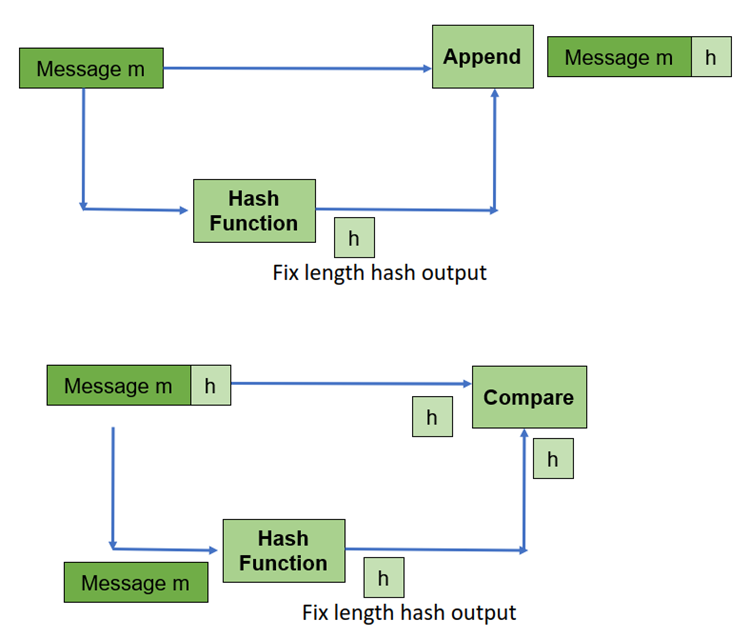 Message m
Append
Message m
h
Hash
Function
h
Fix length hash output
Message m
h
Compare
h
h
Hash
Function
Message m
h
Fix length hash output